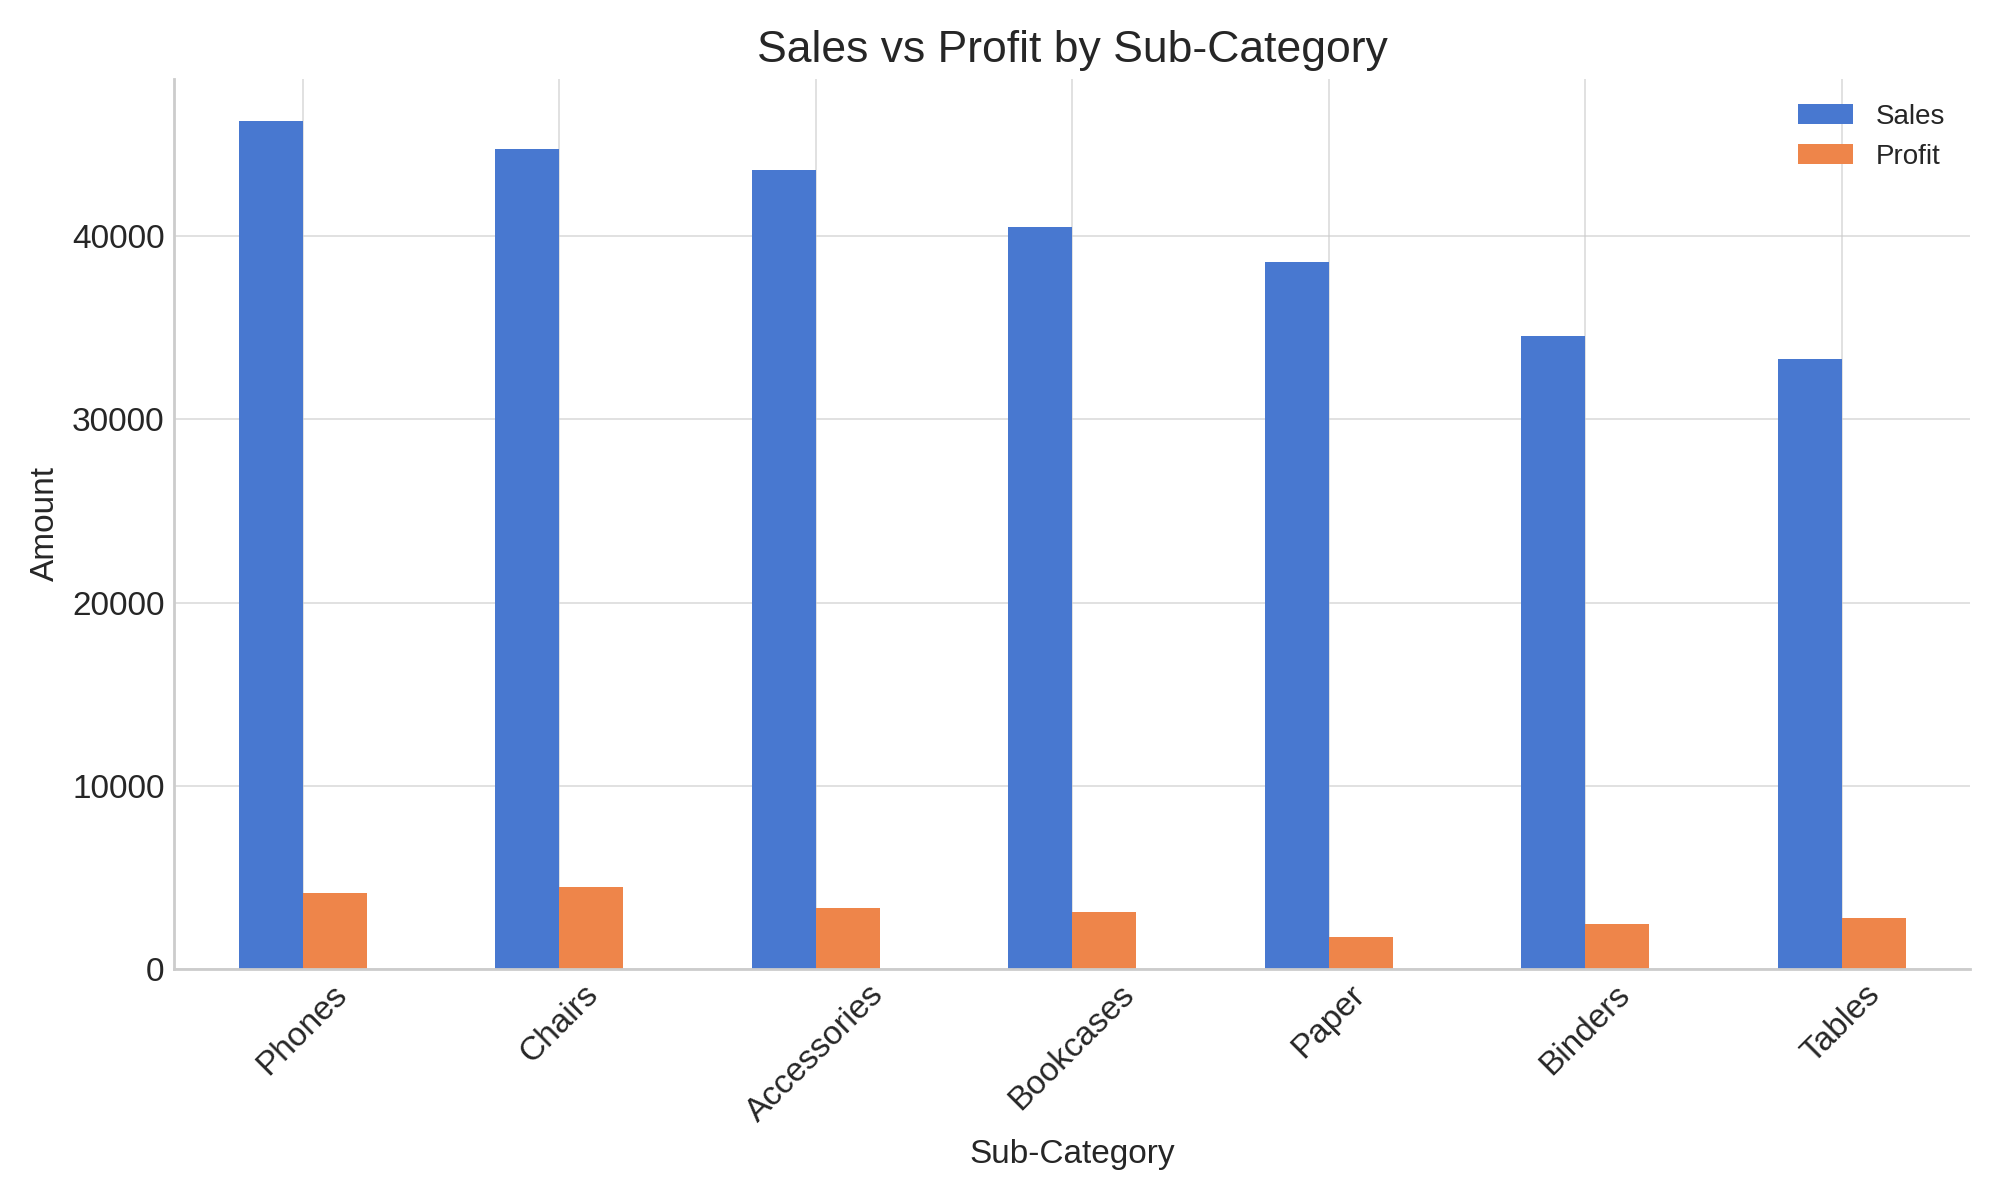 Sales vs Profit by Sub-Category
Sales
Profit
Amount
40000
30000
20000
10000
0
Phones
Chairs
Accessories
Bookcases
Paper
Binders
Tables
Sub-Category